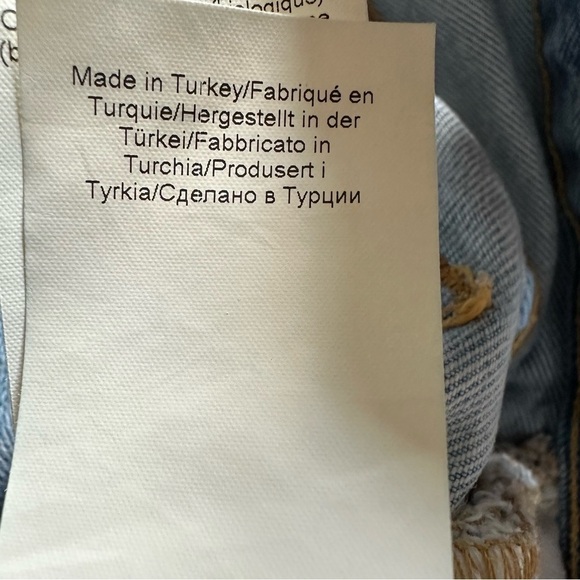 Made in Turkey/Fabriqué en
Turquie/Hergestellt in der
Türkei/Fabbricato in
Turchia/Produsert i
Tyrkia/Сделано в Турции